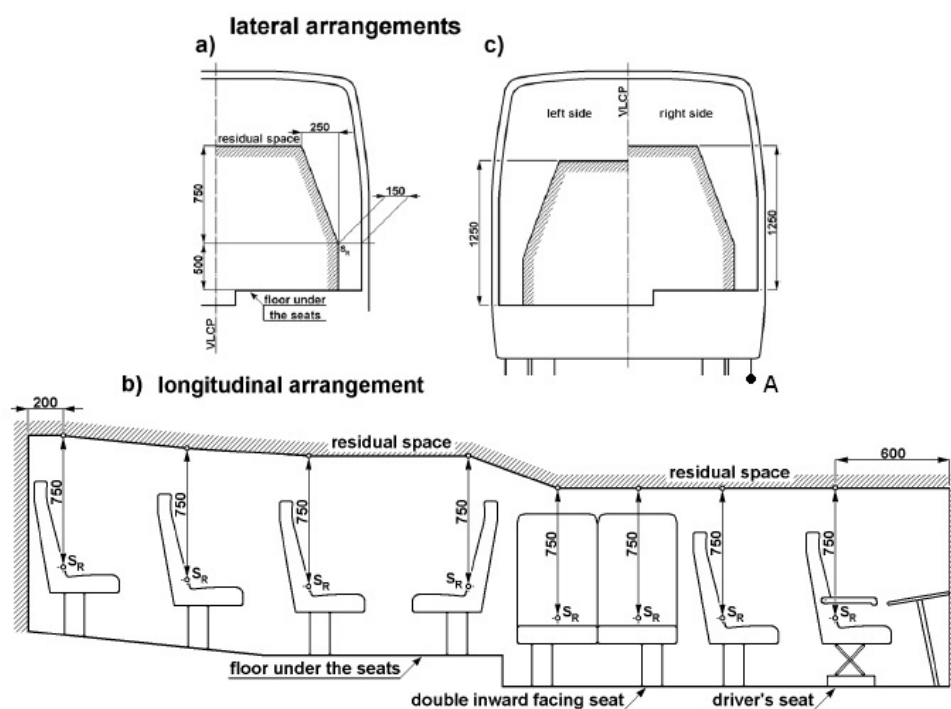 lateral arrangements
a)
c)
VLCP
left side
right side
250
residual space
750
150
S_R
500
1250
1250
floor under
the seats
VLCP
A
b) longitudinal arrangement
200
residual space
600
residual space
750
750
750
750
750
750
750
750
S_R
S_R
S_R
S_R
S_R
S_R
S_R
S_R
floor under the seats
double inward facing seat
driver's seat